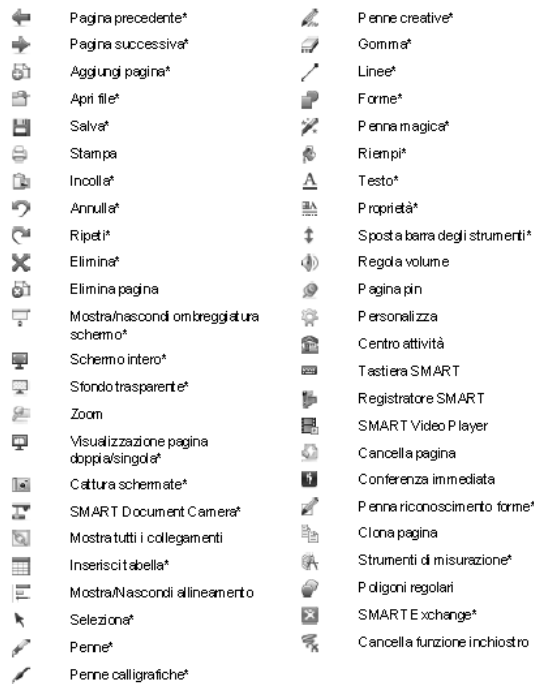 Pagina precedente*
Pagina successiva*
Aggiungi pagina*
Apri file*
Salva*
Stampa
Incolla*
Annulla*
Ripeti*
Elimina*
Elimina pagina
Mostra/nascondi ombreggiatura
schermo*
Schermo intero*
Sfondo trasparente*
Zoom
Visualizzazione pagina
doppia/singola*
Cattura schermate*
SMART Document Camera*
Mostra tutti i collegamenti
Inserisci tabella*
Mostra/Nascondi allineamento
Seleziona*
Penne*
Penne calligrafiche*
Penne creative*
Gomma*
Linee*
Forme*
Penna magica*
Riempi*
Testo*
Proprietà*
Sposta barra degli strumenti*
Regola volume
Pagina pin
Personalizza
Centro attività
Tastiera SMART
Registratore SMART
SMART Video Player
Cancella pagina
Conferenza immediata
Penna riconoscimento forme*
Clona pagina
Strumenti di misurazione*
Poligoni regolari
SMART Exchange*
Cancella funzione inchiostro